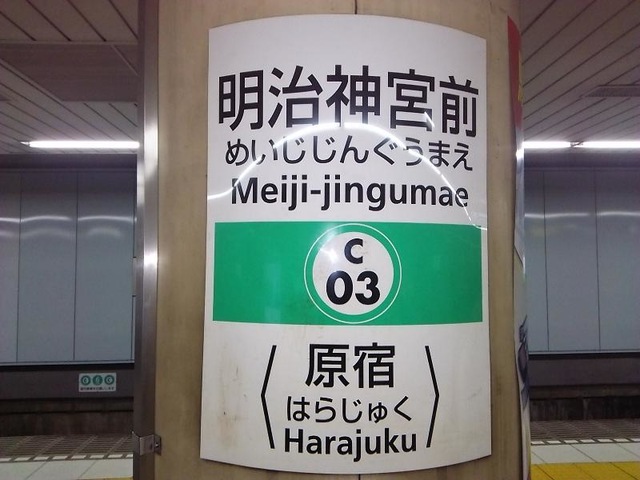 明治神宮前
めいじじんぐうまえ
Meiji-jingumae
C
03
〈原宿
はらじゅく
Harajuku〉